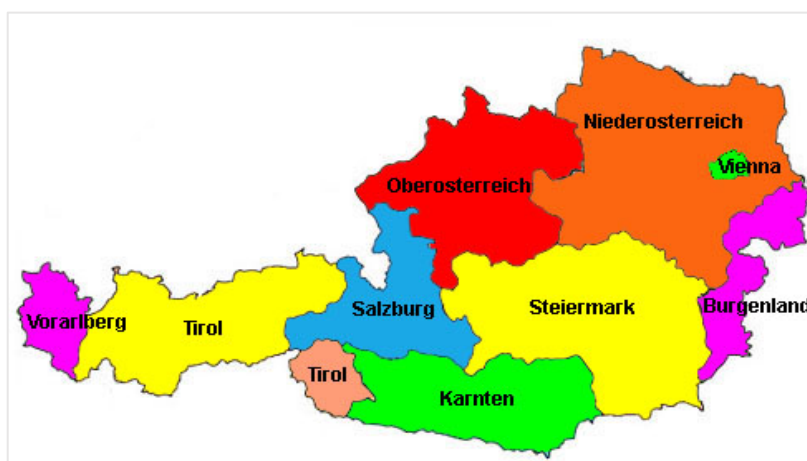 Niederosterreich
Vienna
Oberosterreich
Vorarlberg
Tirol
Salzburg
Steiermark
Burgenland
Tirol
Karnten